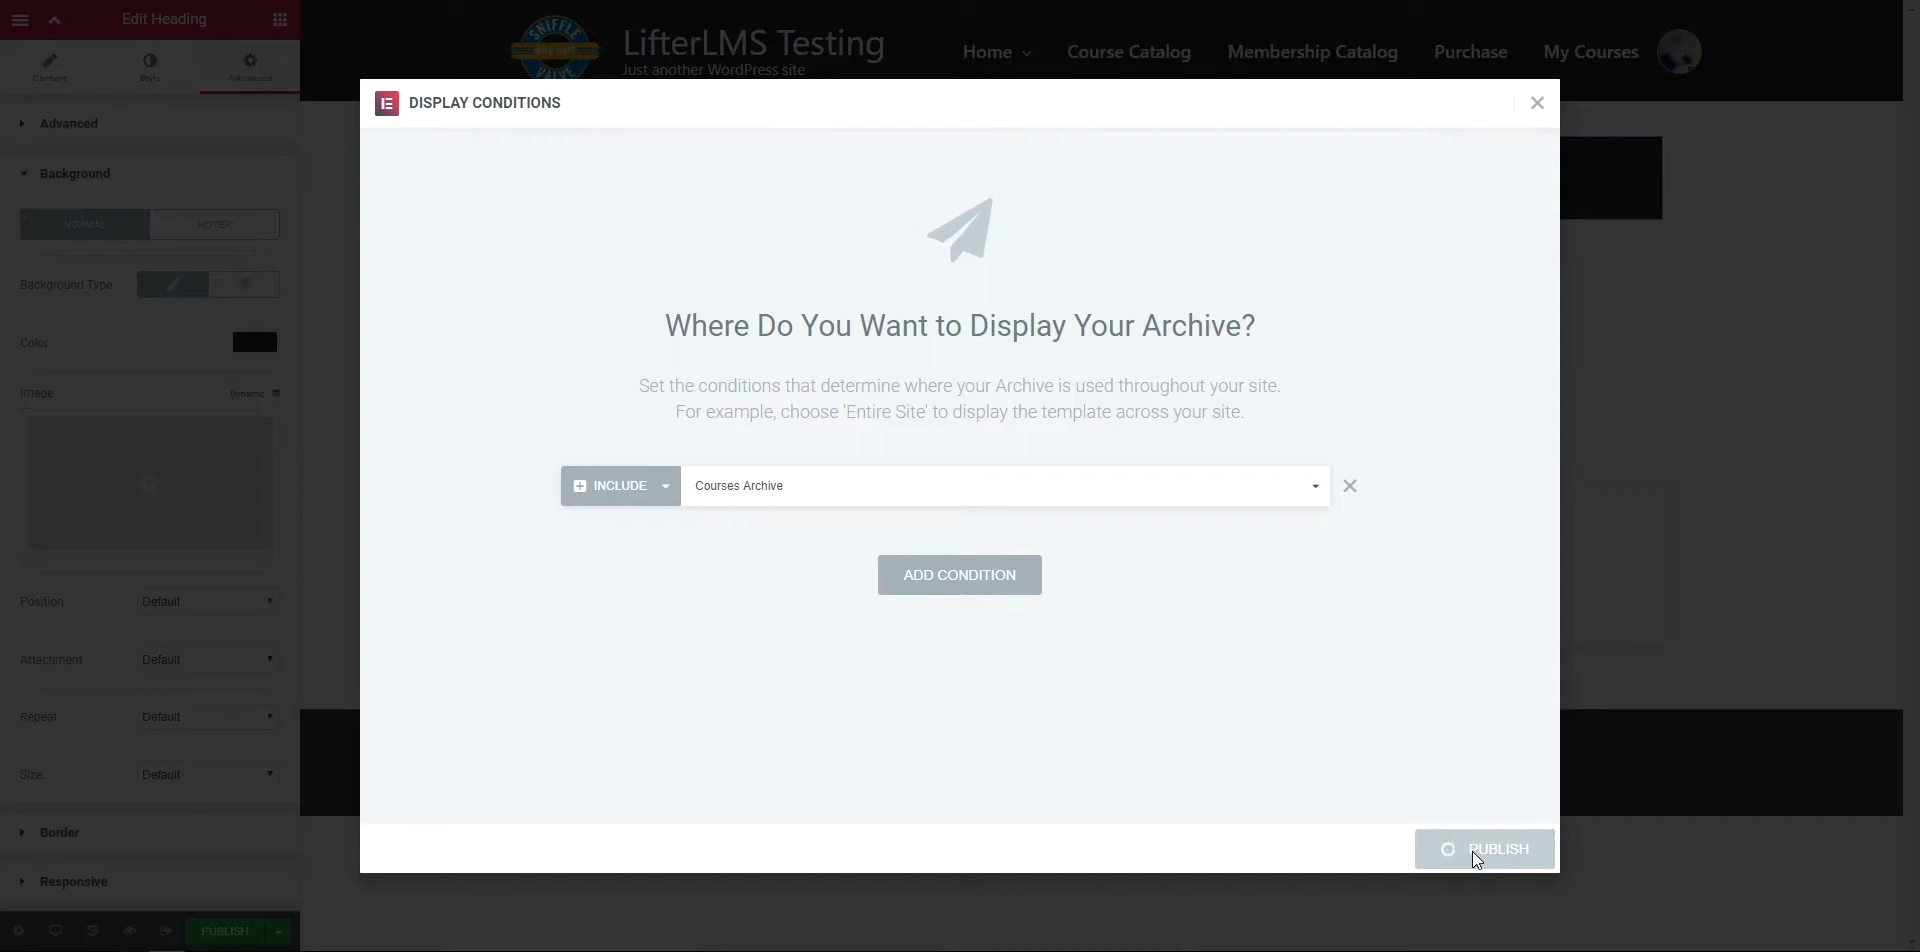 Edit Heading
Content
Style
Advanced
Advanced
Background
NORMAL
HOVER
Background Type
Color
Image
Dynamic
Position
Default
Attachment
Default
Repeat
Default
Size
Default
Border
Responsive
PUBLISH
SNIFFLE
VALVE
LifterLMS Testing
Just another WordPress site
Home
Course Catalog
Membership Catalog
Purchase
My Courses
DISPLAY CONDITIONS
Where Do You Want to Display Your Archive?
Set the conditions that determine where your Archive is used throughout your site.
For example, choose 'Entire Site' to display the template across your site.
INCLUDE
Courses Archive
ADD CONDITION
PUBLISH